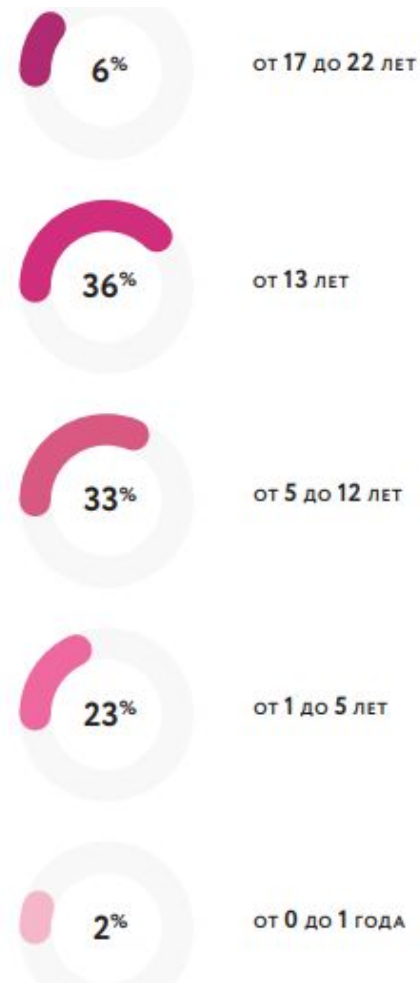 6% от 17 до 22 лет
36% от 13 лет
33% от 5 до 12 лет
23% от 1 до 5 лет
2% от 0 до 1 года